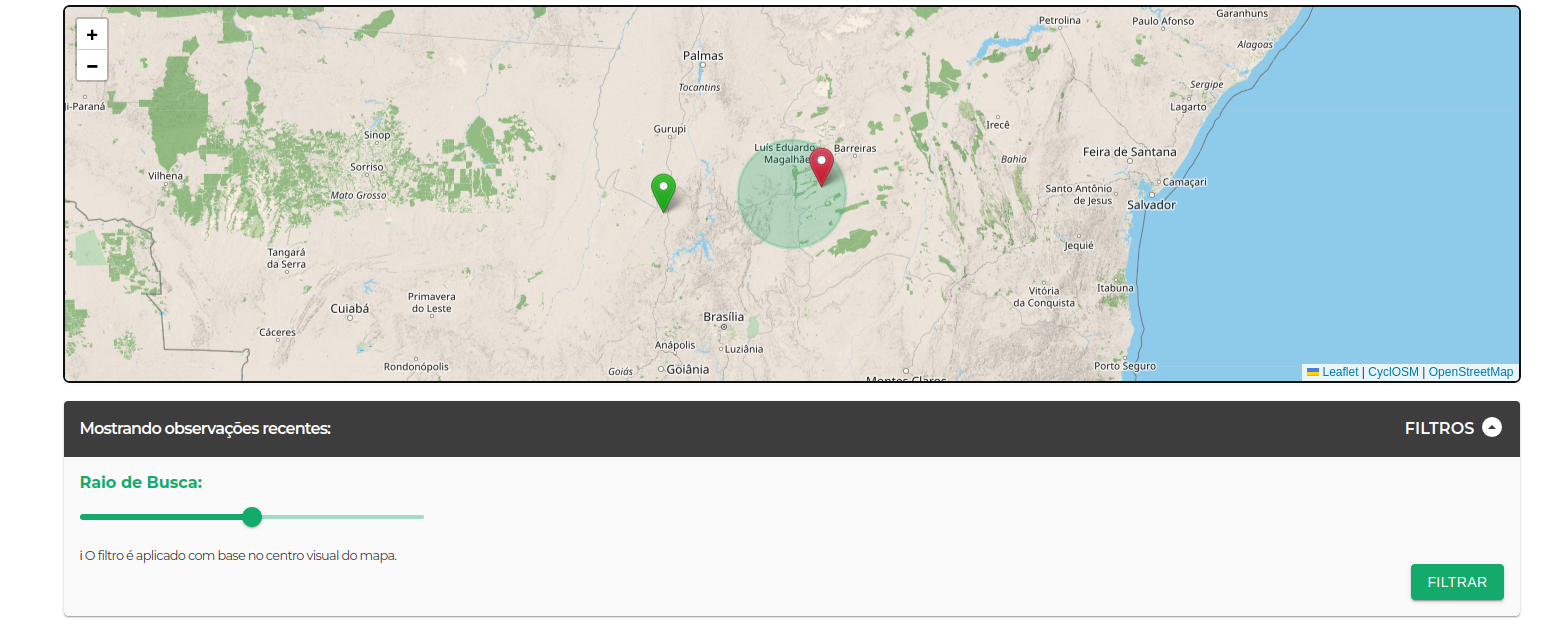 +
−
Petrolina
Paulo Afonso
Garanhuns
Alagoas
Palmas
Tocantins
Sergipe
Lagarto
li-Paraná
Gurupi
Irecê
Sinop
Luís Eduardo
Magalhãe
Barreiras
Bahia
Feira de Santana
Vilhena
Sorriso
Mato Grosso
Camaçari
Santo Antônio
de Jesus
Salvador
Tangará
da Serra
Jequié
Vitória
da Conquista
Itabuna
Primavera
do Leste
Cuiabá
Brasília
Cáceres
Anápolis
Luziânia
Rondonópolis
Goiás
Goiânia
Montes Claros
Porto Seguro
Leaflet | CyclOSM | OpenStreetMap
Mostrando observações recentes:
FILTROS
Raio de Busca:
i O filtro é aplicado com base no centro visual do mapa.
FILTRAR